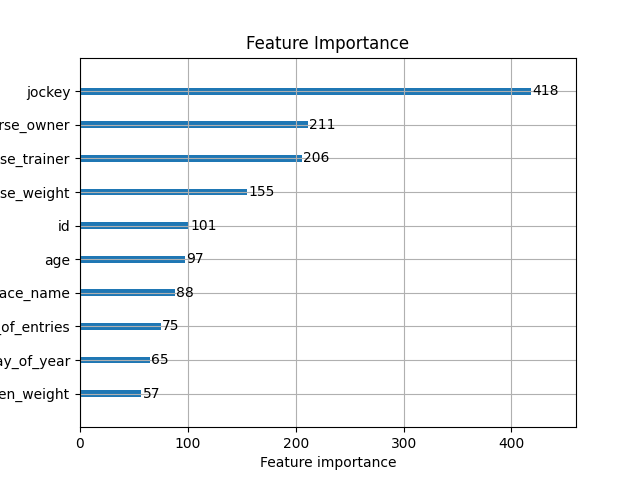 Feature Importance
jockey 418
rse_owner 211
se_trainer 206
se_weight 155
id 101
age 97
ace_name 88
_of_entries 75
ay_of_year 65
en_weight 57
0 100 200 300 400
Feature importance